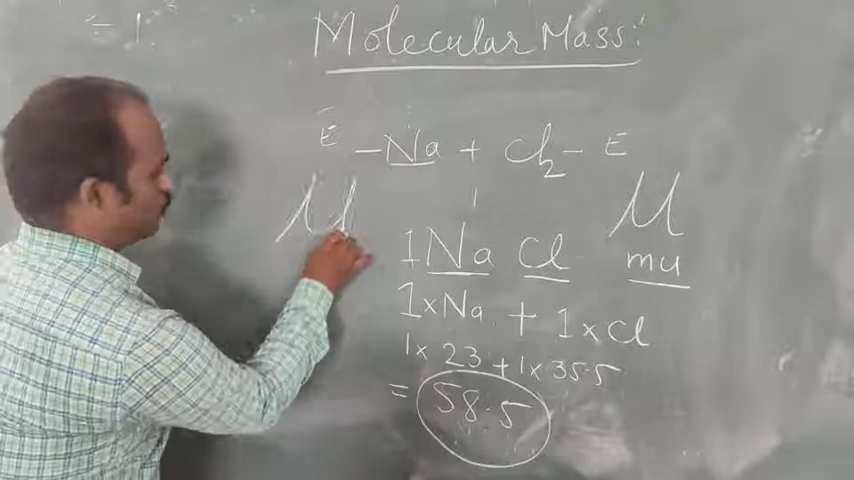 = 1.
Molecular Mass:
E - Na + Cl2 - E
M M
1 Na Cl mu
1 x Na + 1 x Cl
1 x 23 + 1 x 35.5
= 58.5